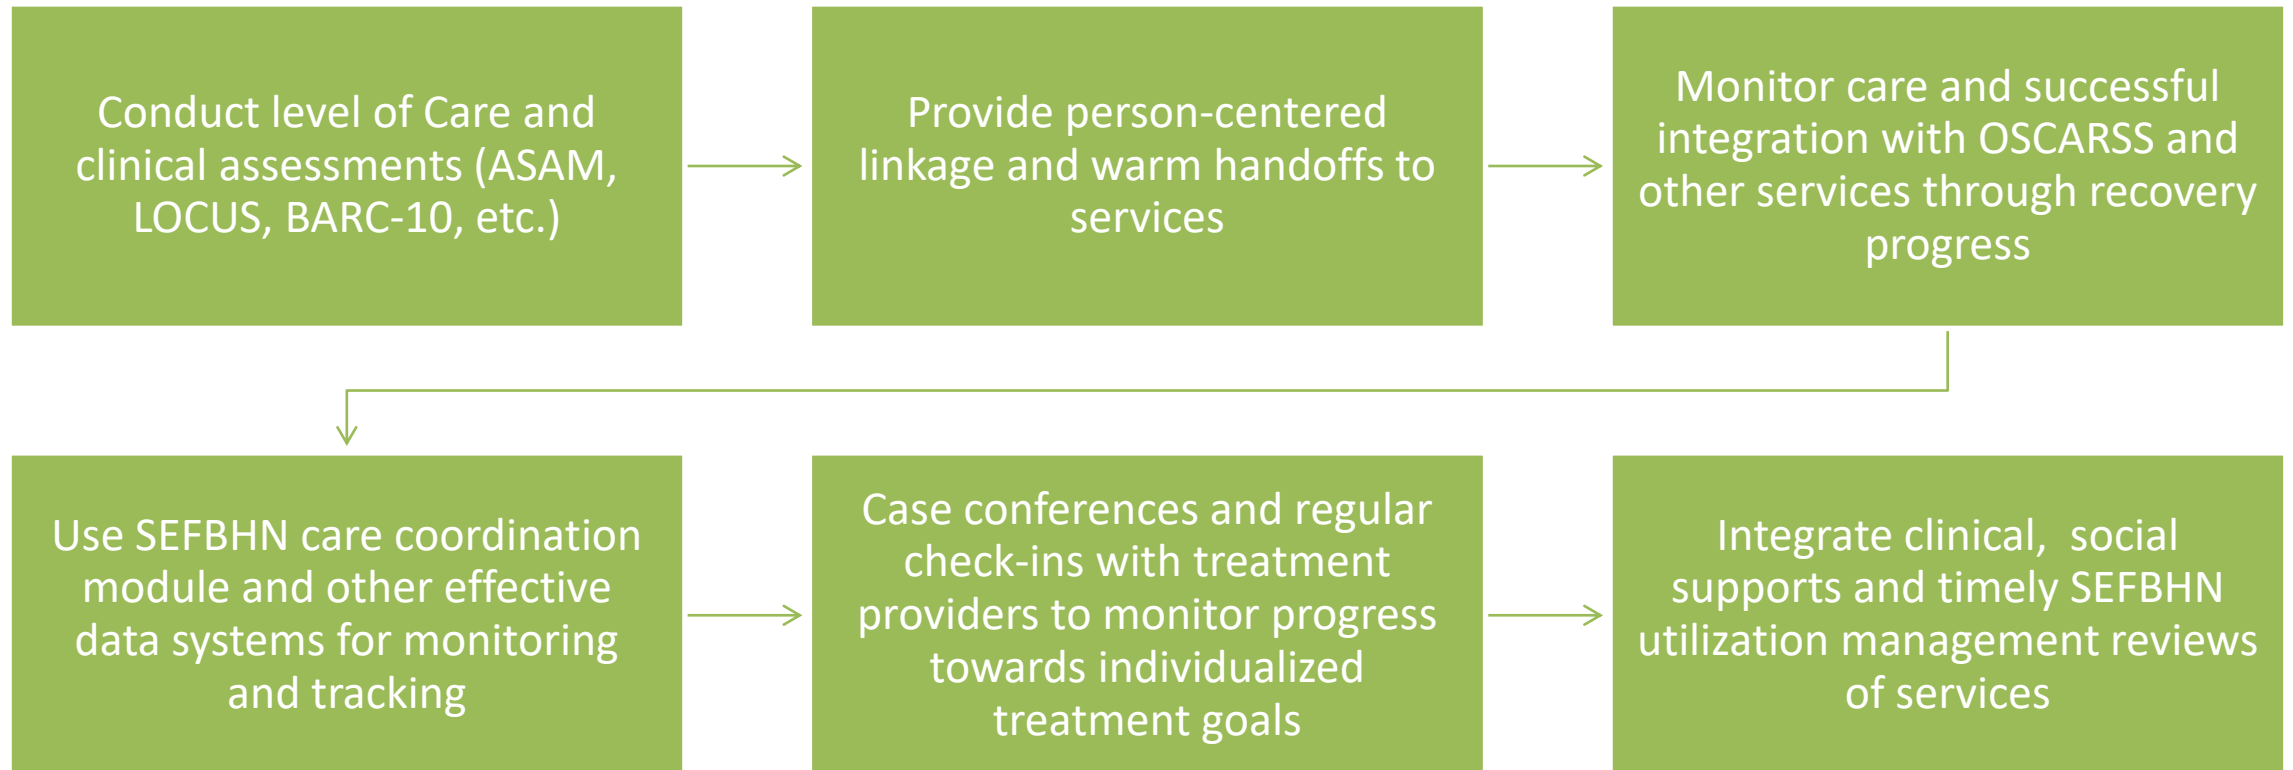 Conduct level of Care and
clinical assessments (ASAM,
LOCUS, BARC-10, etc.)
Provide person-centered
linkage and warm handoffs to
services
Monitor care and successful
integration with OSCARSS and
other services through recovery
progress
Use SEFBHN care coordination
module and other effective
data systems for monitoring
and tracking
Case conferences and regular
check-ins with treatment
providers to monitor progress
towards individualized
treatment goals
Integrate clinical,  social
supports and timely SEFBHN
utilization management reviews
of services